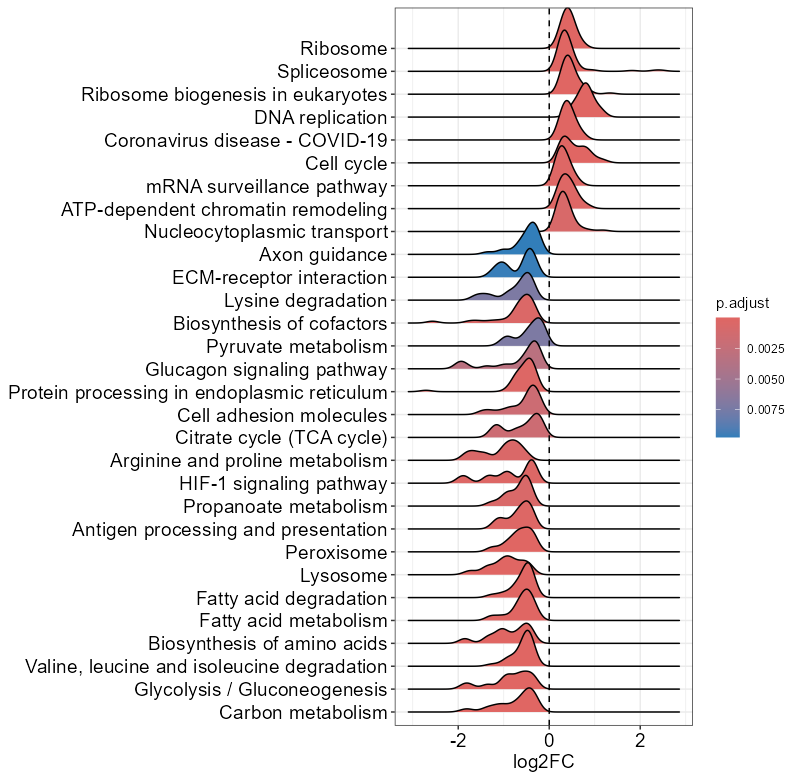 Ribosome
Spliceosome
Ribosome biogenesis in eukaryotes
DNA replication
Coronavirus disease - COVID-19
Cell cycle
mRNA surveillance pathway
ATP-dependent chromatin remodeling
Nucleocytoplasmic transport
Axon guidance
ECM-receptor interaction
Lysine degradation
Biosynthesis of cofactors
Pyruvate metabolism
Glucagon signaling pathway
Protein processing in endoplasmic reticulum
Cell adhesion molecules
Citrate cycle (TCA cycle)
Arginine and proline metabolism
HIF-1 signaling pathway
Propanoate metabolism
Antigen processing and presentation
Peroxisome
Lysosome
Fatty acid degradation
Fatty acid metabolism
Biosynthesis of amino acids
Valine, leucine and isoleucine degradation
Glycolysis / Gluconeogenesis
Carbon metabolism
-2 0 2
log2FC
p.adjust
0.0025
0.0050
0.0075